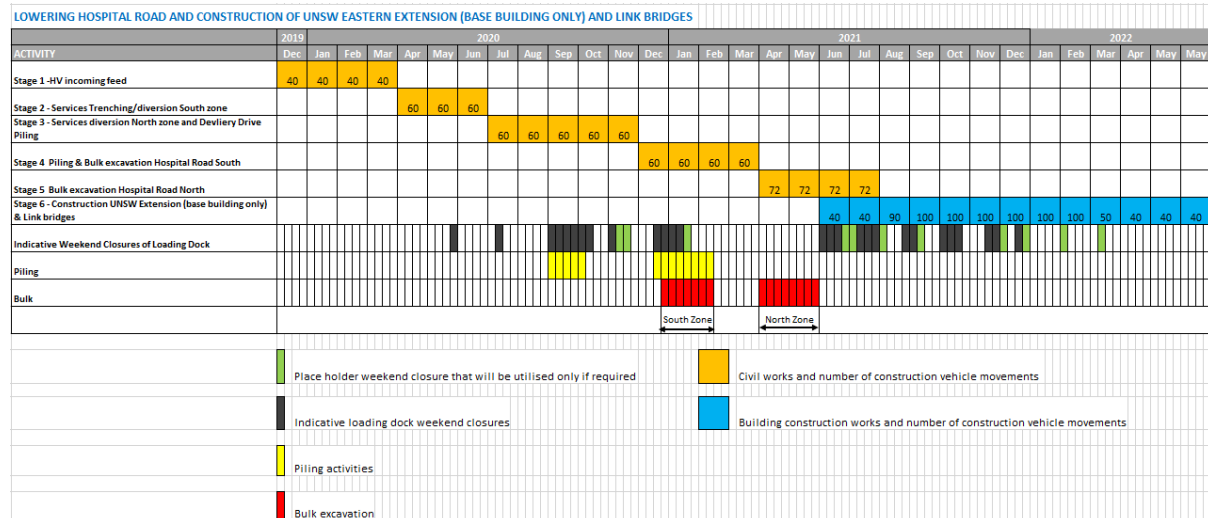 LOWERING HOSPITAL ROAD AND CONSTRUCTION OF UNSW EASTERN EXTENSION (BASE BUILDING ONLY) AND LINK BRIDGES
2019 2020 2021 2022
ACTIVITY Dec Jan Feb Mar Apr May Jun Jul Aug Sep Oct Nov Dec Jan Feb Mar Apr May Jun Jul Aug Sep Oct Nov Dec Jan Feb Mar Apr May May
Stage 1 -HV incoming feed 40 40 40 40
Stage 2 - Services Trenching/diversion South zone 60 60 60
Stage 3 - Services diversion North zone and Devliery Drive
Piling 60 60 60 60 60
Stage 4 Piling & Bulk excavation Hospital Road South 60 60 60 60
Stage 5 Bulk excavation Hospital Road North 72 72 72 72
Stage 6 - Construction UNSW Extension (base building only)
& Link bridges 40 40 90 100 100 100 100 100 100 50 40 40 40
Indicative Weekend Closures of Loading Dock
Piling
Bulk
South Zone North Zone
Place holder weekend closure that will be utilised only if required
Civil works and number of construction vehicle movements
Indicative loading dock weekend closures
Building construction works and number of construction vehicle movements
Piling activities
Bulk excavation